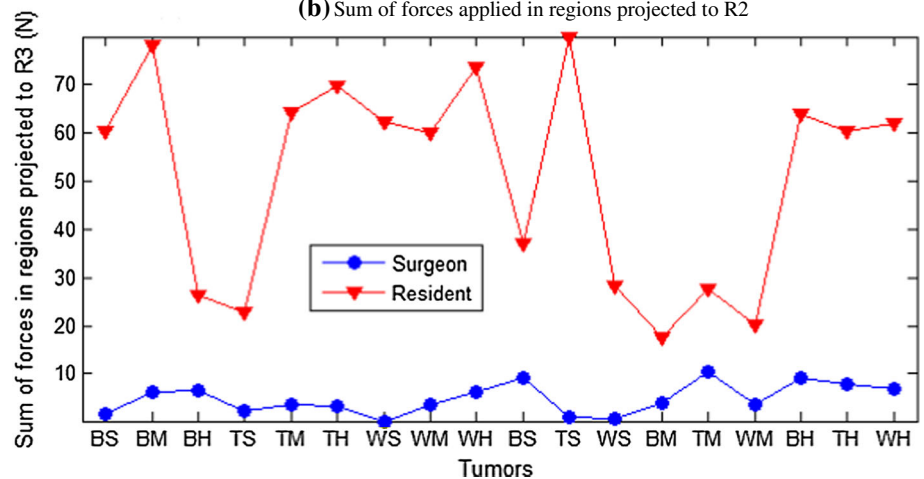 (b) Sum of forces applied in regions projected to R2
Sum of forces in regions projected to R3 (N)
70
60
50
40
30
20
10
Surgeon
Resident
BS BM BH TS TM TH WS WM WH BS TS WS BM TM WM BH TH WH
Tumors